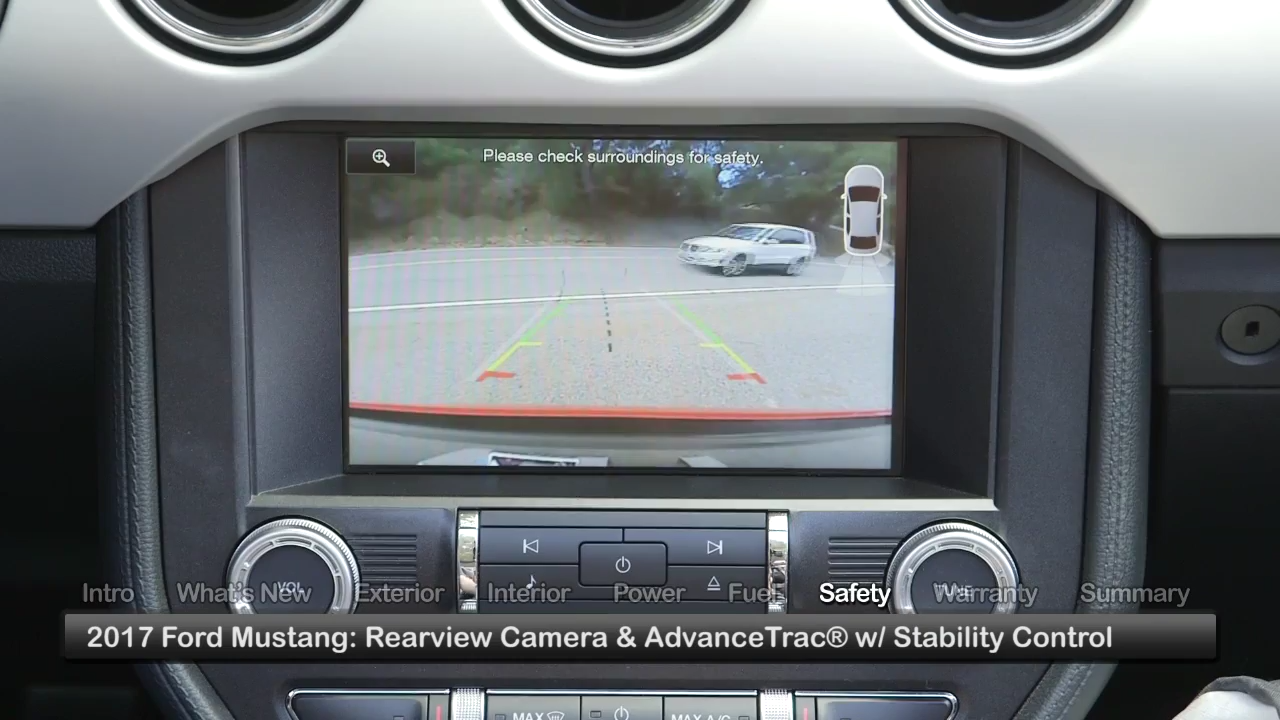 Please check surroundings for safety.
VOL
TUNE
Intro What's New Exterior Interior Power Fuel Safety Warranty Summary
2017 Ford Mustang: Rearview Camera & AdvanceTrac® w/ Stability Control
MAX MAX A/C